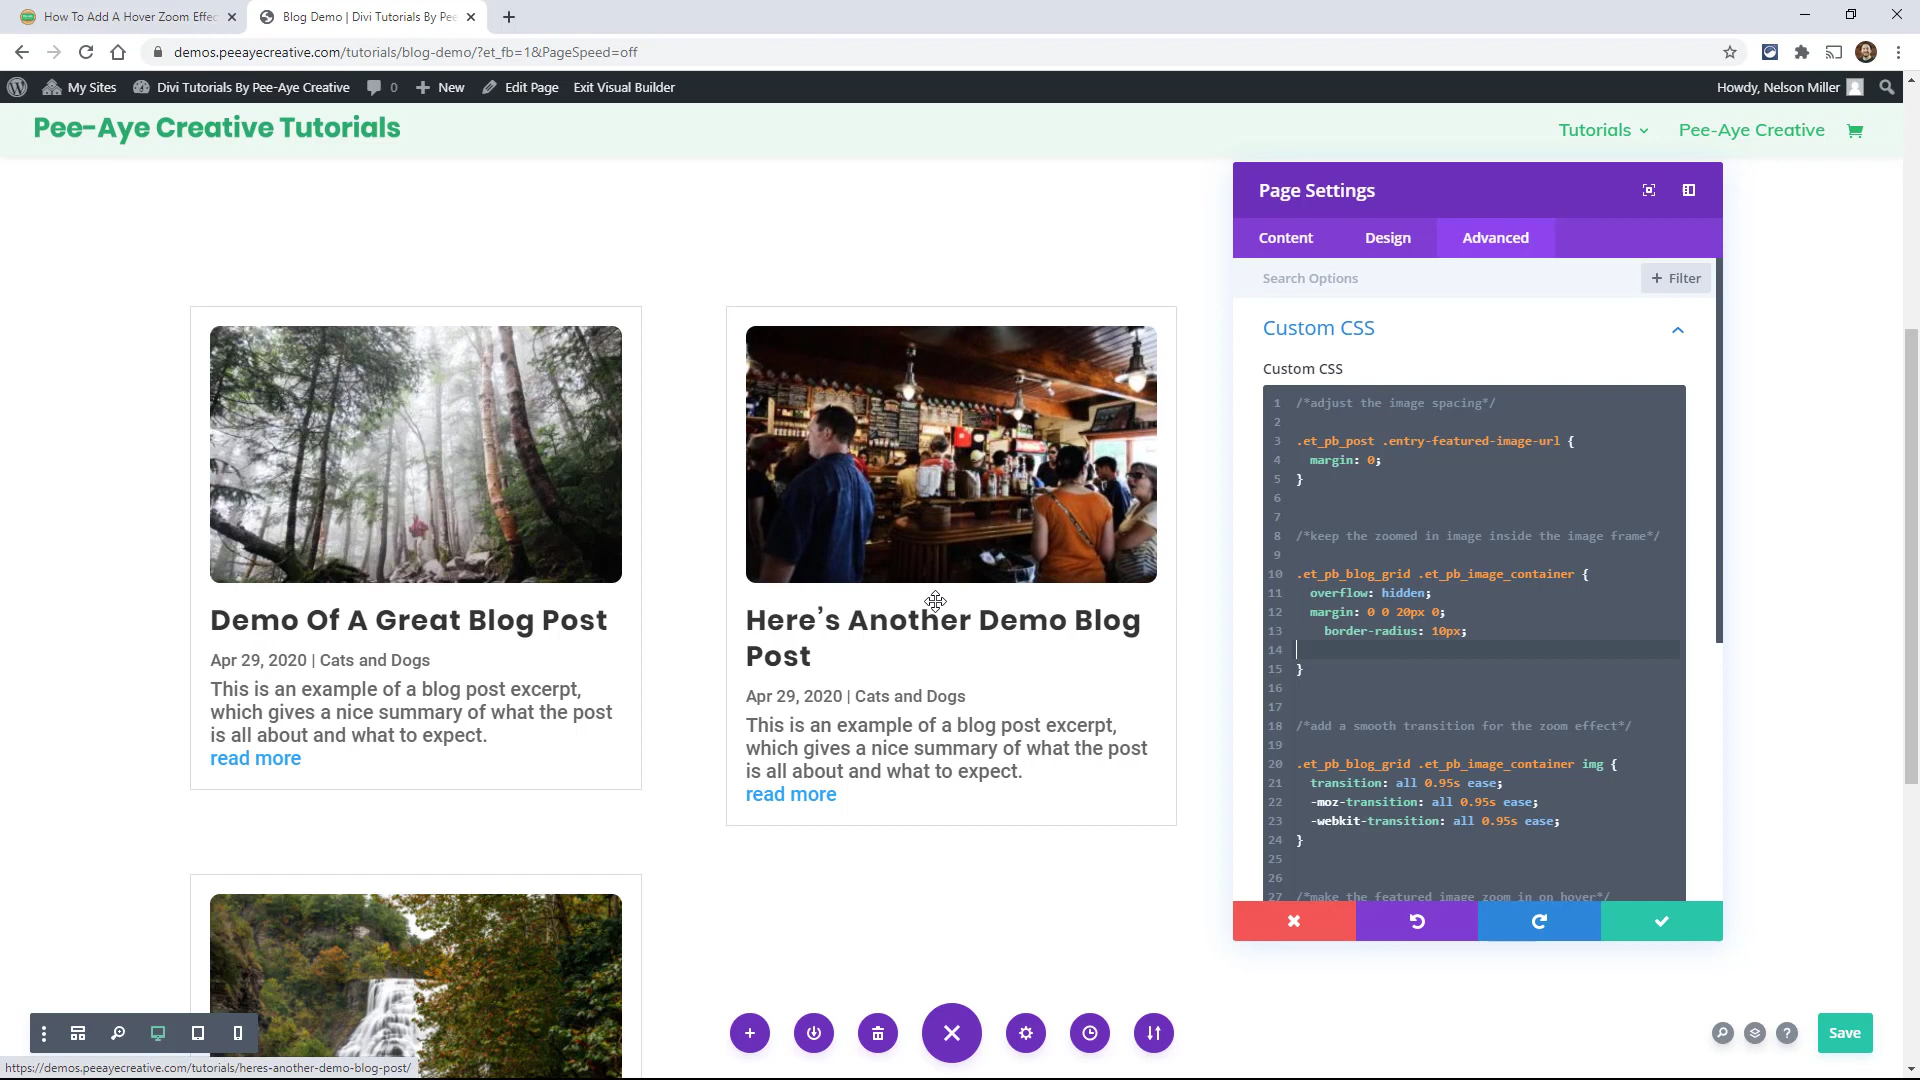 How To Add A Hover Zoom Effec
Blog Demo | Divi Tutorials By Pee
demos.peeayecreative.com/tutorials/blog-demo/?et_fb=1&PageSpeed=off
My Sites
Divi Tutorials By Pee-Aye Creative
0
New
Edit Page
Exit Visual Builder
Howdy, Nelson Miller
Pee-Aye Creative Tutorials
Tutorials
Pee-Aye Creative
Page Settings
Content
Design
Advanced
Search Options
+ Filter
Custom CSS
Custom CSS
1 /*adjust the image spacing*/
2
3 .et_pb_post .entry-featured-image-url {
4 margin: 0;
5 }
6
7
8 /*keep the zoomed in image inside the image frame*/
9
10 .et_pb_blog_grid .et_pb_image_container {
11 overflow: hidden;
12 margin: 0 0 20px 0;
13 border-radius: 10px;
14
15 }
16
17
18 /*add a smooth transition for the zoom effect*/
19
20 .et_pb_blog_grid .et_pb_image_container img {
21 transition: all 0.95s ease;
22 -moz-transition: all 0.95s ease;
23 -webkit-transition: all 0.95s ease;
24 }
25
26
27 /*make the featured image zoom in on hover*/
Demo Of A Great Blog Post
Apr 29, 2020 | Cats and Dogs
This is an example of a blog post excerpt,
which gives a nice summary of what the post
is all about and what to expect.
read more
Here's Another Demo Blog
Post
Apr 29, 2020 | Cats and Dogs
This is an example of a blog post excerpt,
which gives a nice summary of what the post
is all about and what to expect.
read more
Save
https://demos.peeayecreative.com/tutorials/heres-another-demo-blog-post/